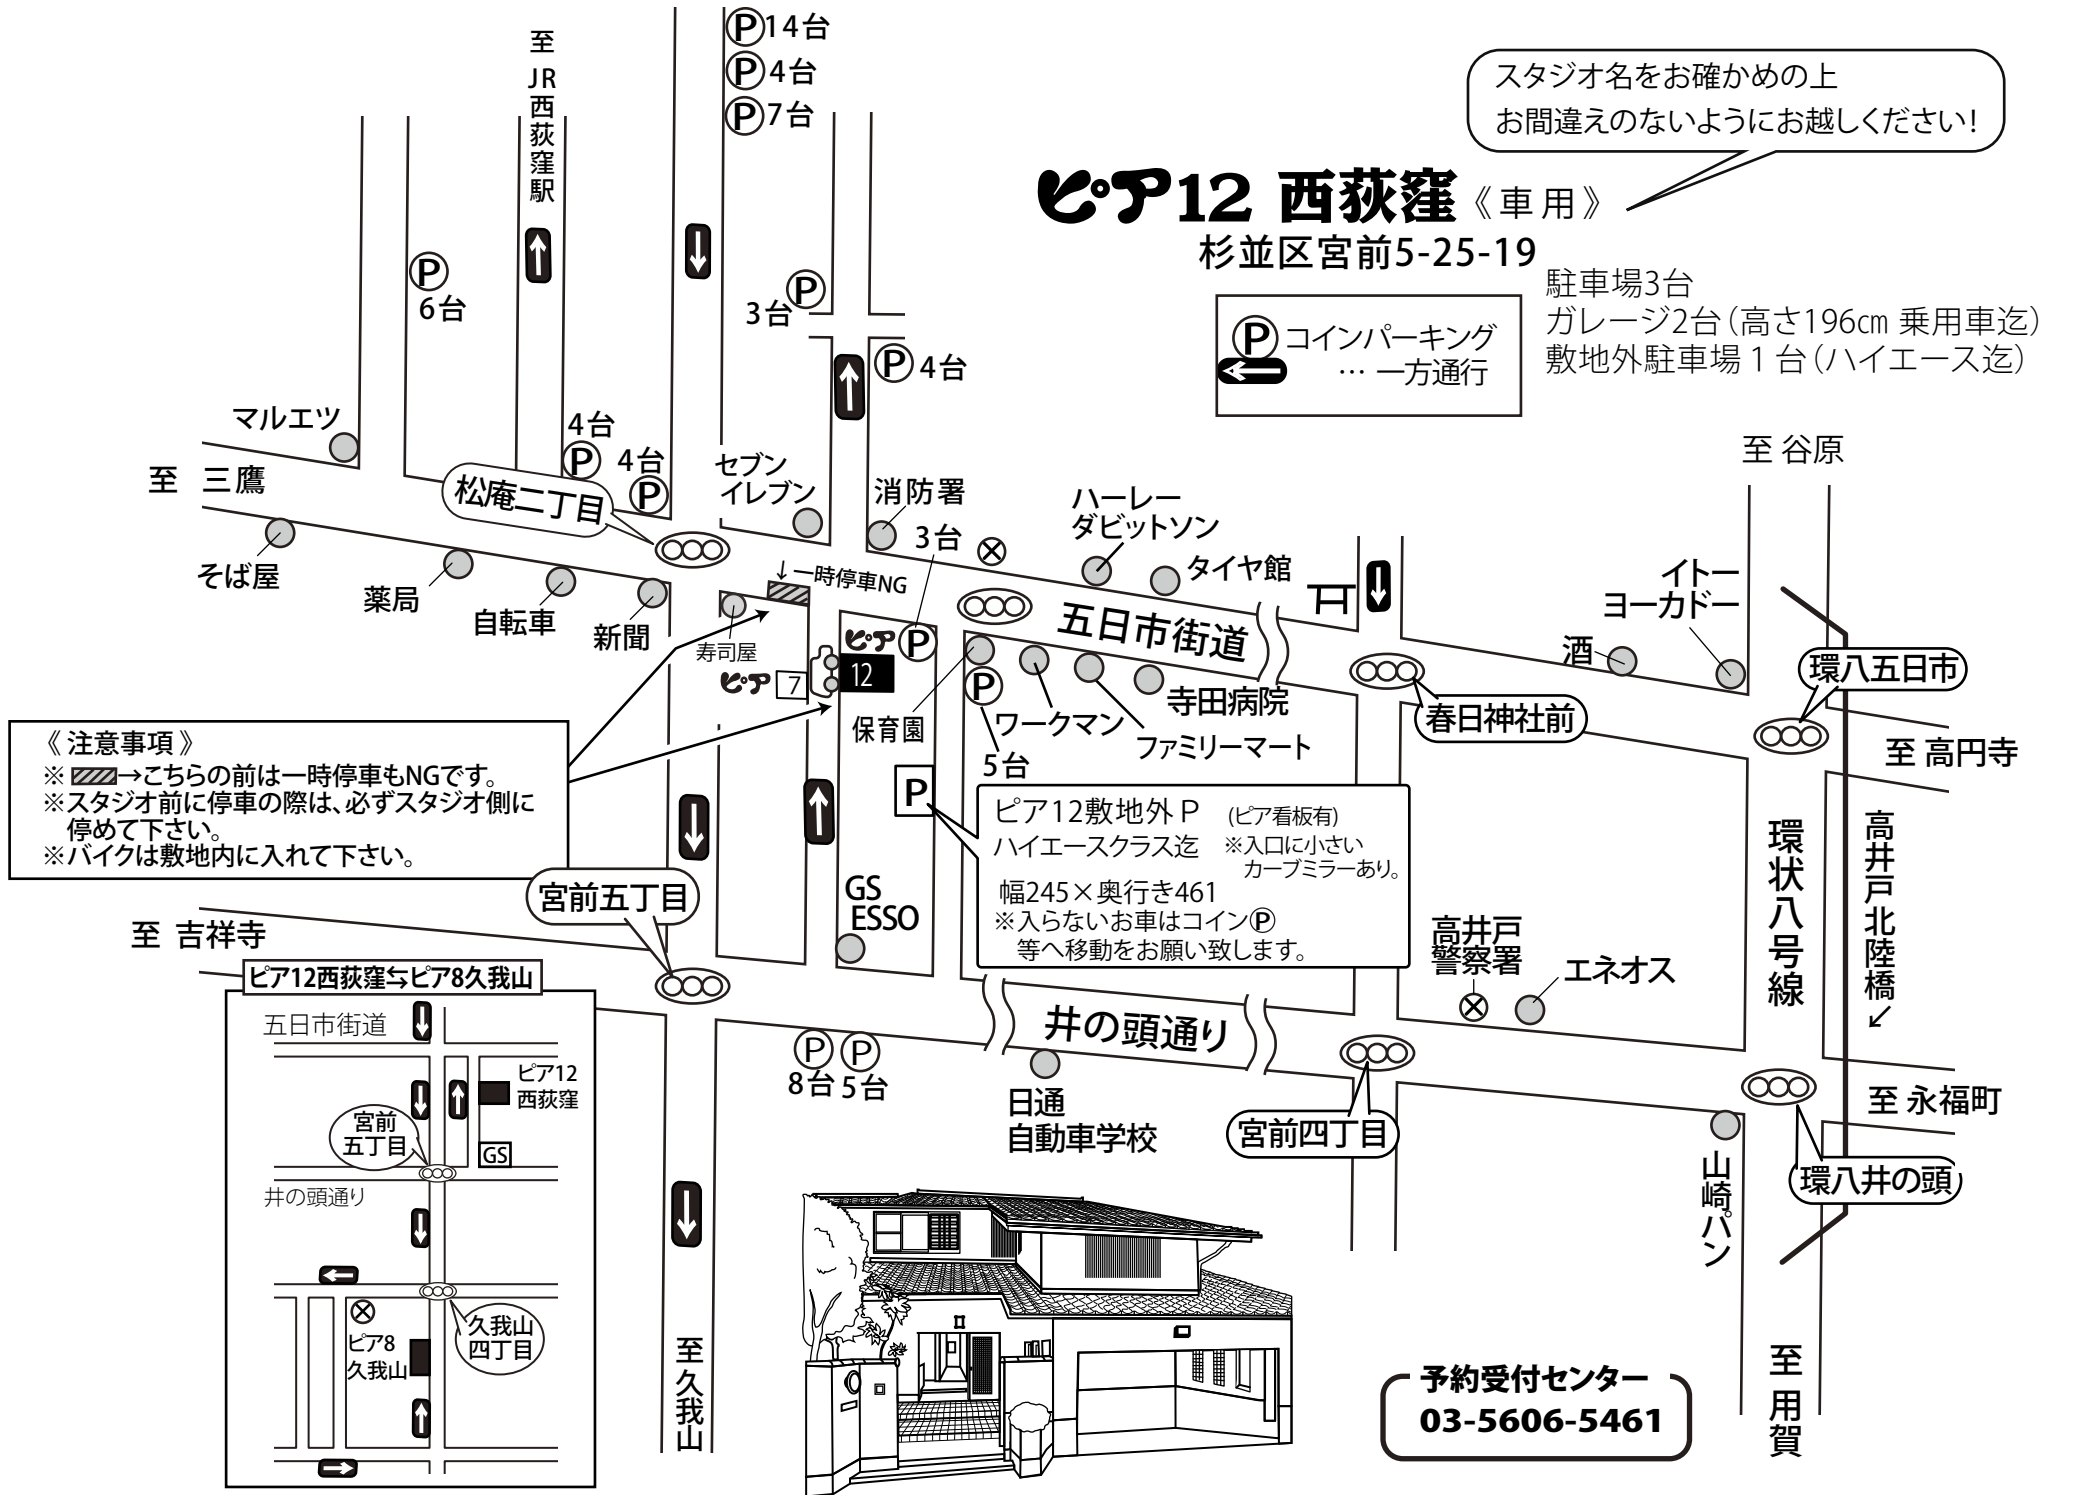 スタジオ名をお確かめの上
お間違えのないようにお越しください!
ピア12 西荻窪《車用》
杉並区宮前5-25-19
駐車場3台
ガレージ2台(高さ196㎝ 乗用車迄)
敷地外駐車場1台(ハイエース迄)
Ⓟコインパーキング
… 一方通行
至JR西荻窪駅
Ⓟ14台
Ⓟ4台
Ⓟ7台
Ⓟ
6台
Ⓟ
3台
Ⓟ4台
マルエツ
至 三鷹
4台
Ⓟ
4台
Ⓟ
松庵二丁目
セブン
イレブン
消防署
3台
Ⓟ
ハーレー
ダビットソン
タイヤ館
至 谷原
イトー
ヨーカドー
酒
環八五日市
そば屋
薬局
自転車
新聞
↓一時停車NG
寿司屋
ピア 7
ピア
12
五日市街道
保育園
Ⓟ
5台
ワークマン
ファミリーマート
寺田病院
春日神社前
至 高円寺
《注意事項》
※ →こちらの前は一時停車もNGです。
※スタジオ前に停車の際は、必ずスタジオ側に
停めて下さい。
※バイクは敷地内に入れて下さい。
P
ピア12敷地外P (ピア看板有)
ハイエースクラス迄 ※入口に小さい
カーブミラーあり。
幅245×奥行き461
※入らないお車はコインⓅ
等へ移動をお願い致します。
環状八号線
高井戸北陸橋↙
宮前五丁目
GS
ESSO
至 吉祥寺
高井戸
警察署
エネオス
井の頭通り
Ⓟ
8台
Ⓟ
5台
日通
自動車学校
宮前四丁目
至 永福町
環八井の頭
山崎パン
至久我山
至用賀
ピア12西荻窪⇆ピア8久我山
五日市街道
ピア12
西荻窪
宮前
五丁目
GS
井の頭通り
久我山
四丁目
ピア8
久我山
予約受付センター
03-5606-5461